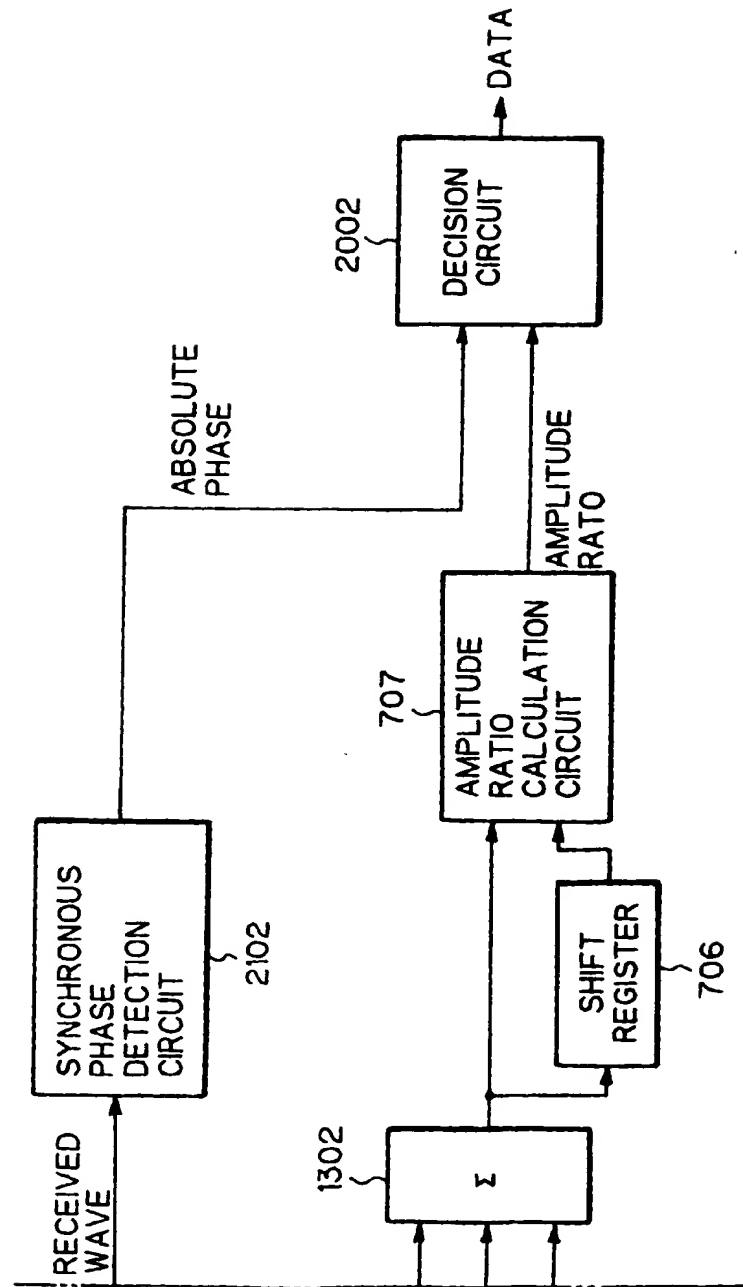 RECEIVED
WAVE
SYNCHRONOUS
PHASE
DETECTION
CIRCUIT
2102
ABSOLUTE
PHASE
1302
Σ
SHIFT
REGISTER
706
707
AMPLITUDE
RATIO
CALCULATION
CIRCUIT
AMPLITUDE
RATO
2002
DECISION
CIRCUIT
DATA